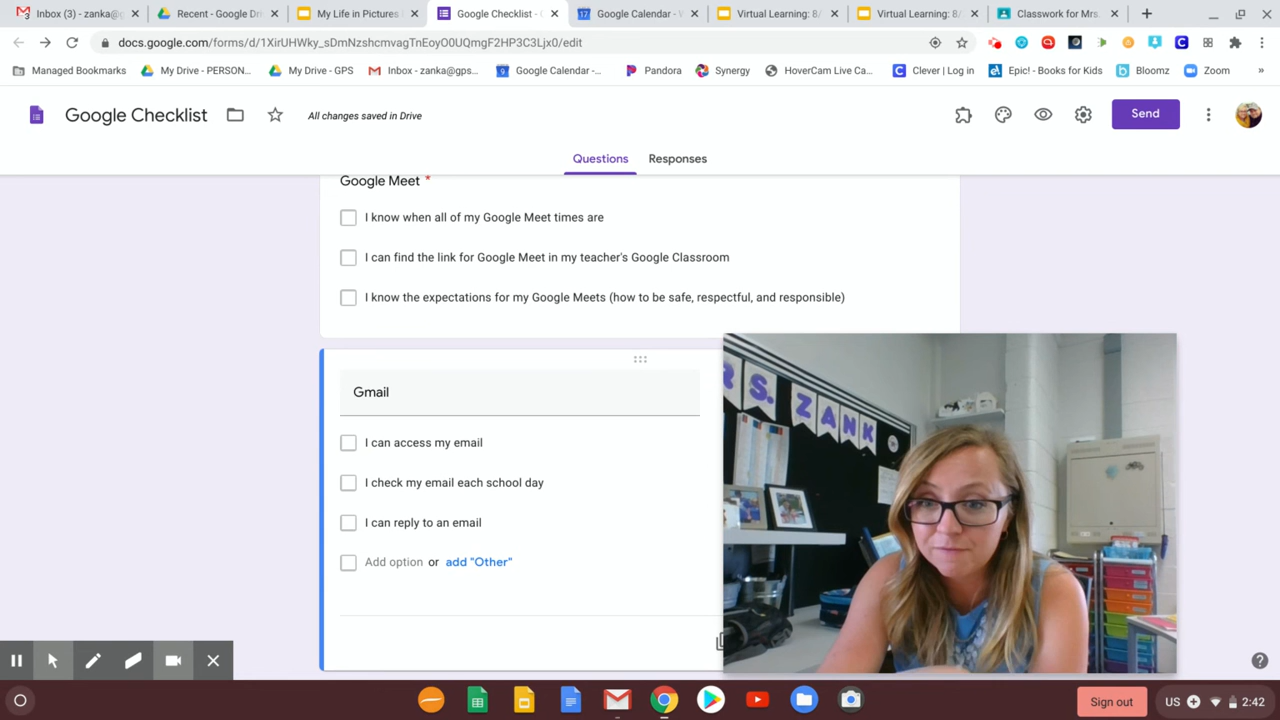 Inbox (3) - zanka@g
Recent - Google Dri
My Life in Pictures
Google Checklist -
Google Calendar - W
Virtual Learning: 8/
Virtual Learning: 8/
Classwork for Mrs.
docs.google.com/forms/d/1XirUHWky_sDmNzshcmvagTnEoyO0UQmgF2HP3C3Ljx0/edit
Managed Bookmarks
My Drive - PERSON...
My Drive - GPS
Inbox - zanka@gps...
Google Calendar -...
Pandora
Synergy
HoverCam Live Ca...
Clever | Log in
Epic! - Books for Kids
Bloomz
Zoom
»
Google Checklist
All changes saved in Drive
Send
Questions
Responses
Google Meet *
I know when all of my Google Meet times are
I can find the link for Google Meet in my teacher's Google Classroom
I know the expectations for my Google Meets (how to be safe, respectful, and responsible)
Gmail
I can access my email
I check my email each school day
I can reply to an email
Add option or add "Other"
RS. ZANK
Sign out
US
2:42